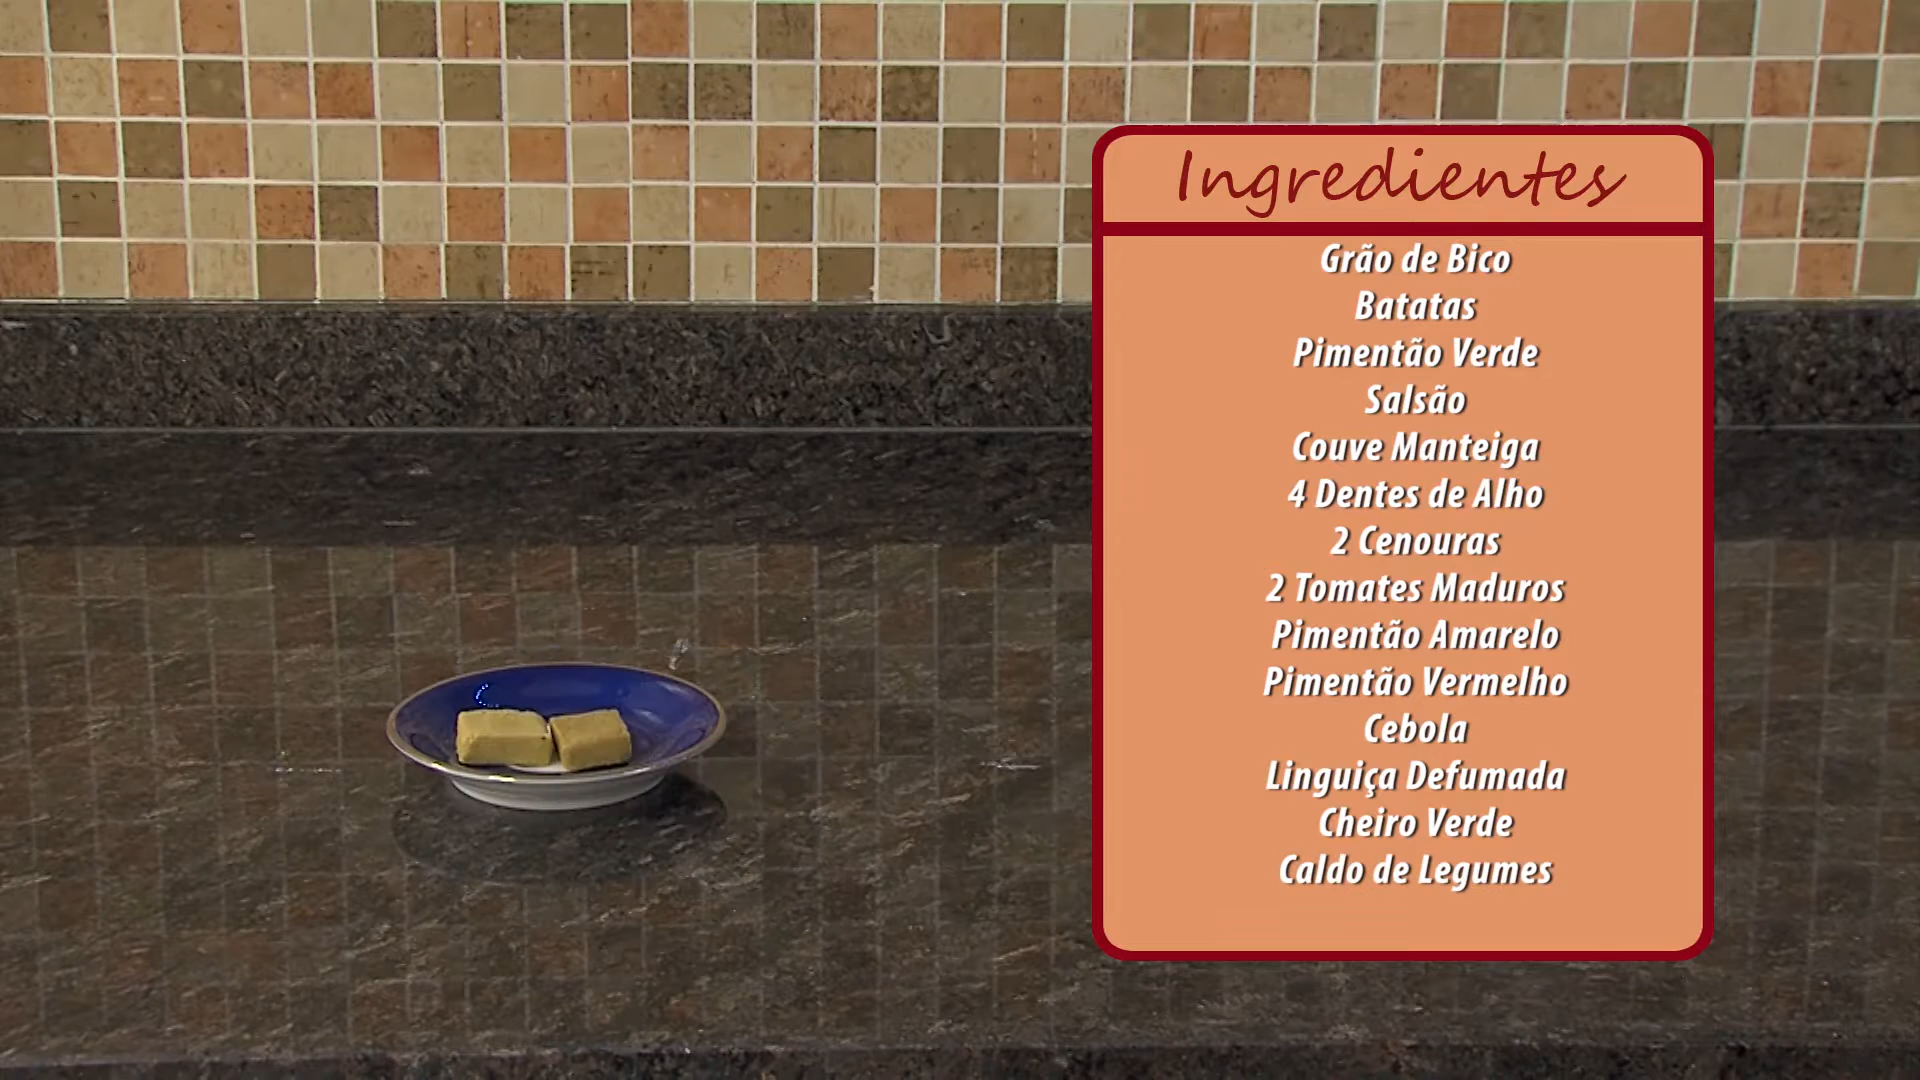 Ingredientes
Grão de Bico
Batatas
Pimentão Verde
Salsão
Couve Manteiga
4 Dentes de Alho
2 Cenouras
2 Tomates Maduros
Pimentão Amarelo
Pimentão Vermelho
Cebola
Linguiça Defumada
Cheiro Verde
Caldo de Legumes